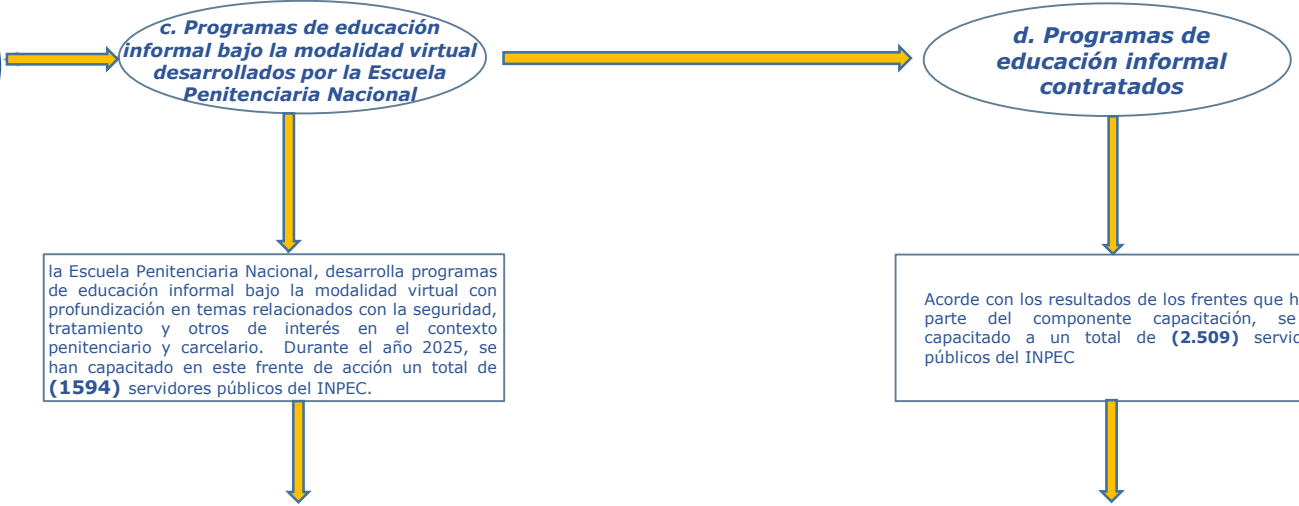 c. Programas de educación
informal bajo la modalidad virtual
desarrollados por la Escuela
Penitenciaria Nacional
d. Programas de
educación informal
contratados
la Escuela Penitenciaria Nacional, desarrolla programas
de educación informal bajo la modalidad virtual con
profundización en temas relacionados con la seguridad,
tratamiento y otros de interés en el contexto
penitenciario y carcelario. Durante el año 2025, se
han capacitado en este frente de acción un total de
(1594) servidores públicos del INPEC.
Acorde con los resultados de los frentes que
parte del componente capacitación, se
capacitado a un total de (2.509)
públicos del INPEC